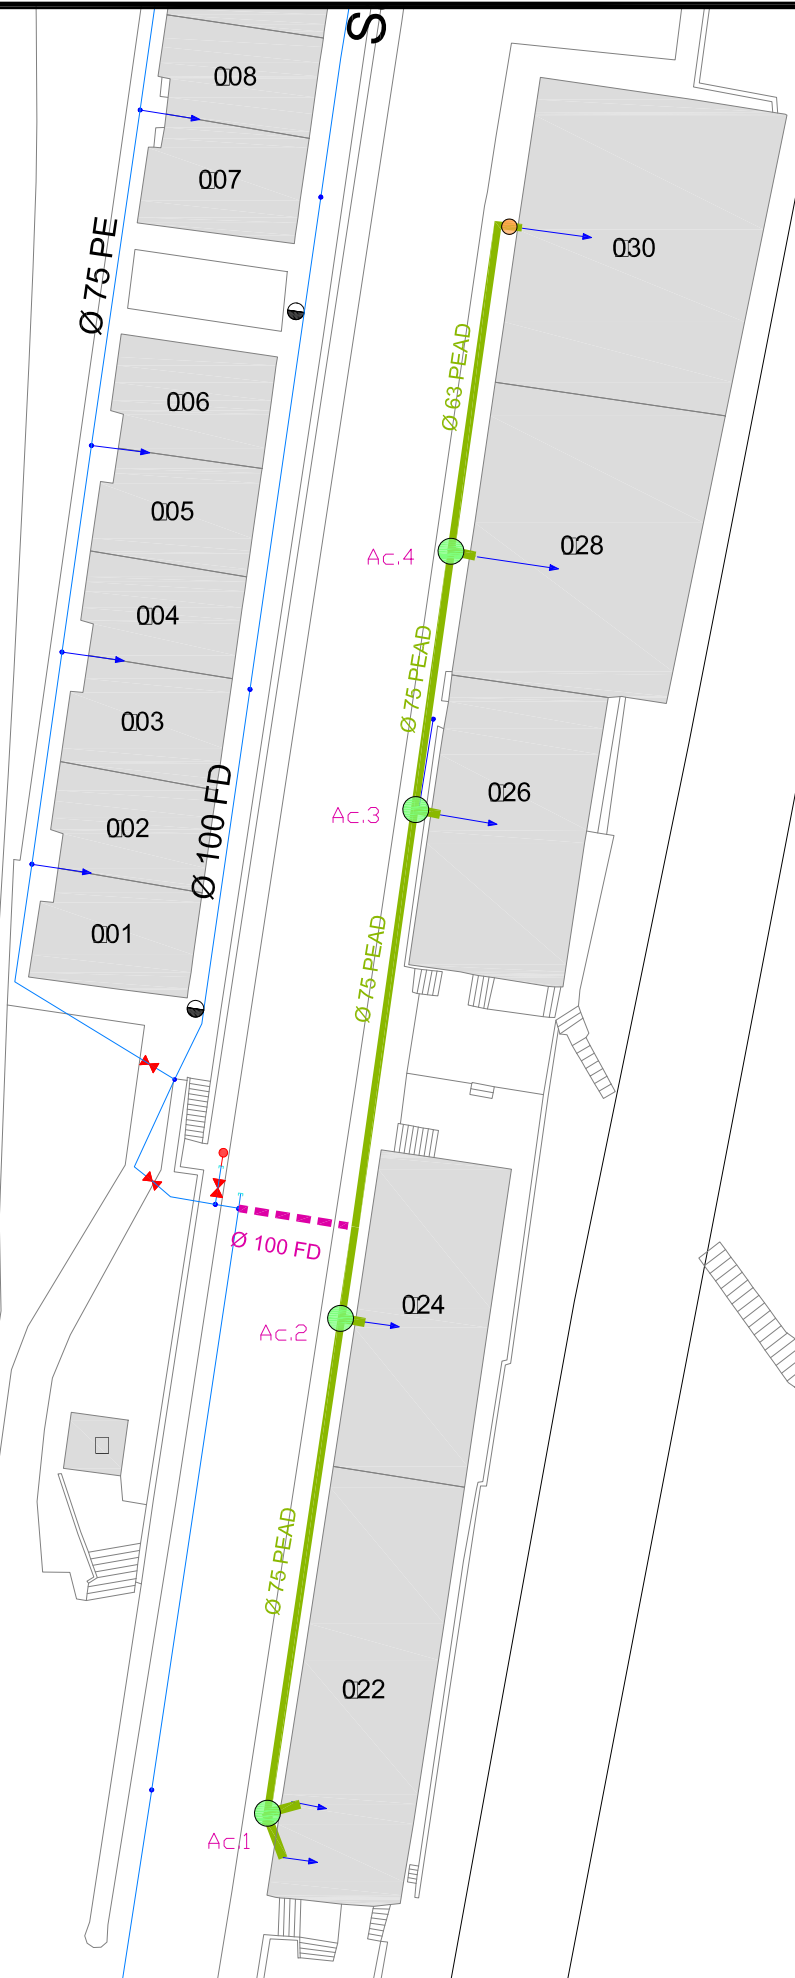 S
008
007
Ø 75 PE
030
Ø 63 PEAD
006
005
028
Ac.4
004
Ø 75 PEAD
003
026
Ac.3
002
Ø 100 FD
001
Ø 75 PEAD
Ø 100 FD
024
Ac.2
Ø 75 PEAD
022
Ac.1